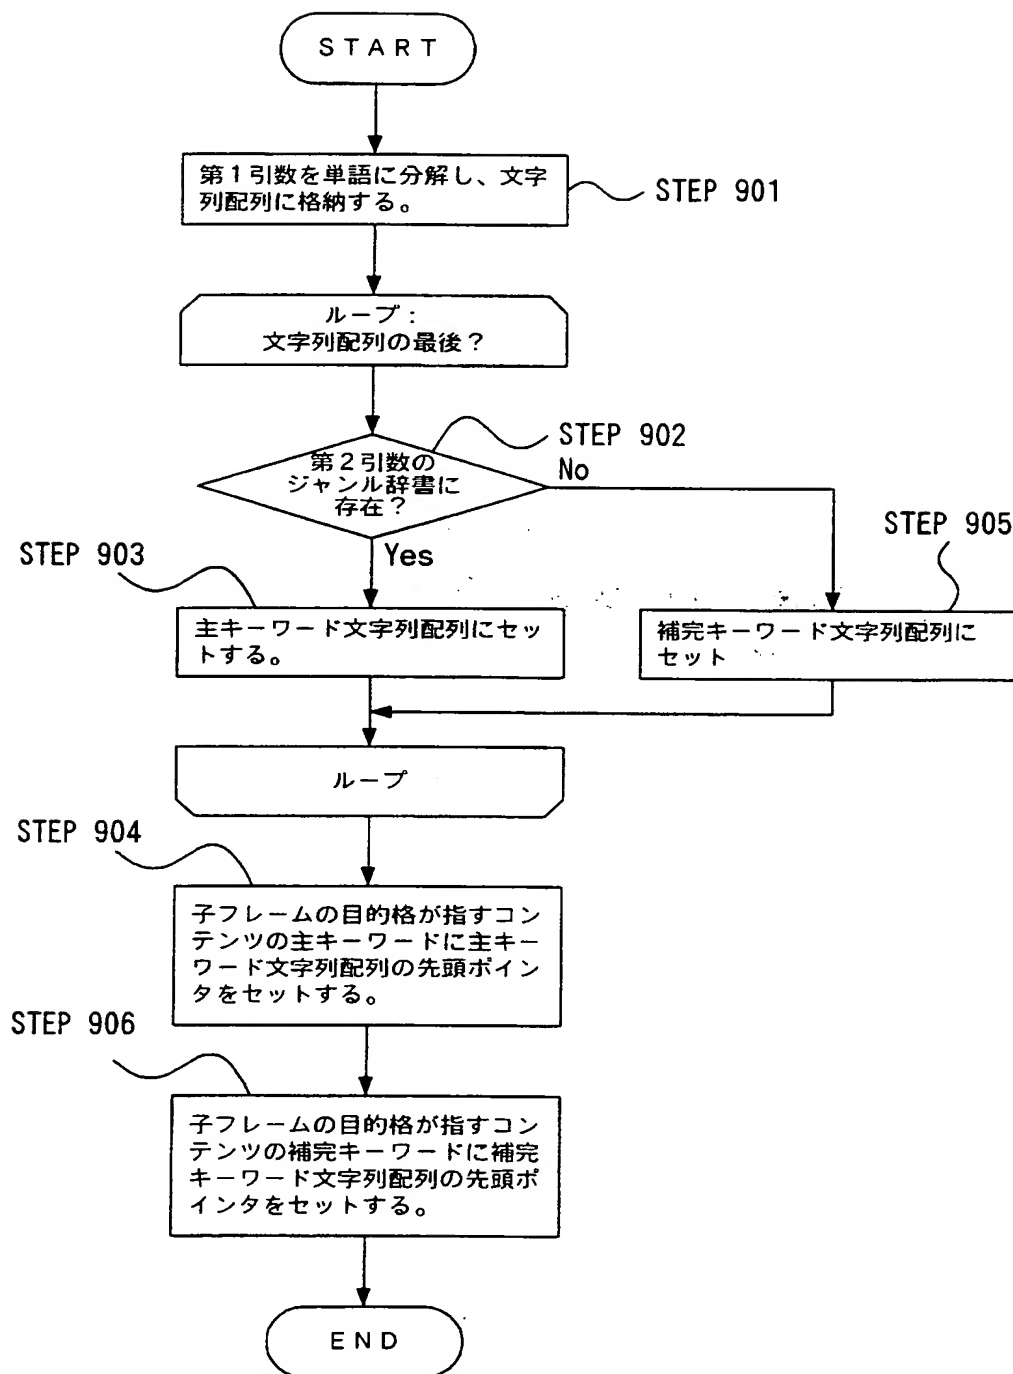 START
第1引数を単語に分解し、文字
列配列に格納する。
STEP 901
ループ:
文字列配列の最後?
STEP 902
第2引数の
ジャンル辞書に
存在?
No
Yes
STEP 903
主キーワード文字列配列にセッ
トする。
STEP 905
補完キーワード文字列配列に
セット
ループ
STEP 904
子フレームの目的格が指すコン
テンツの主キーワードに主キー
ワード文字列配列の先頭ポイン
タをセットする。
STEP 906
子フレームの目的格が指すコン
テンツの補完キーワードに補完
キーワード文字列配列の先頭ポ
インタをセットする。
END